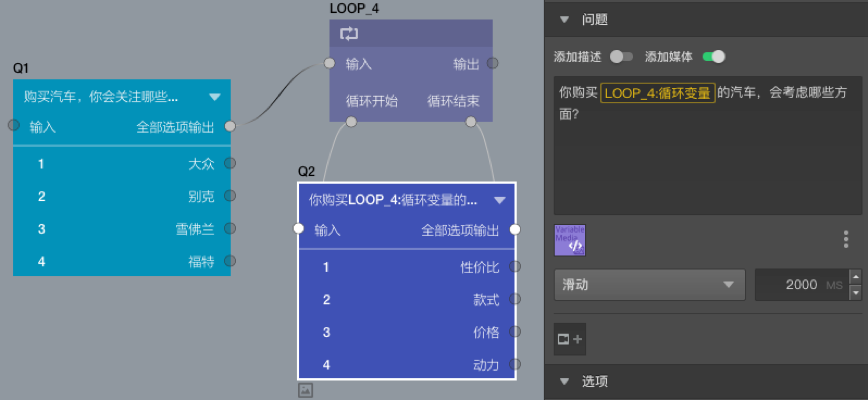 LOOP_4
输入
输出
循环开始
循环结束
Q1
购买汽车，你会关注哪些...
输入
全部选项输出
1
大众
2
别克
3
雪佛兰
4
福特
Q2
你购买LOOP_4:循环变量的...
输入
全部选项输出
1
性价比
2
款式
3
价格
4
动力
问题
添加描述
添加媒体
你购买 LOOP_4:循环变量 的汽车，会考虑哪些方
面?
Variable
Media
滑动
2000 MS
选项